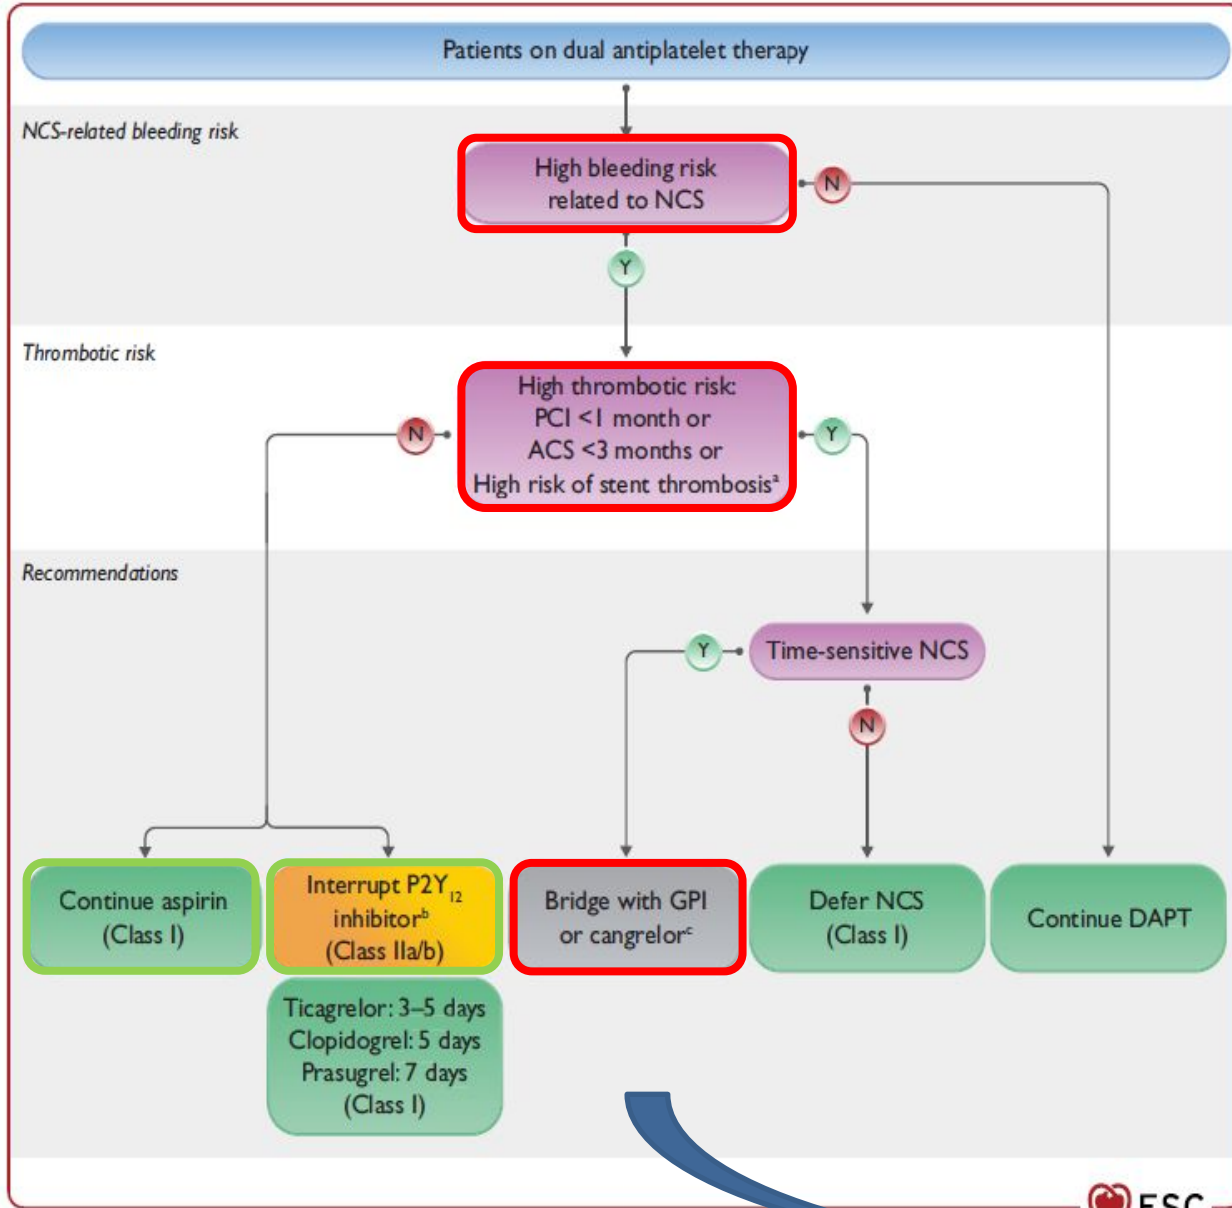 Patients on dual antiplatelet therapy
NCS-related bleeding risk
High bleeding risk
related to NCS
N
Y
Thrombotic risk
High thrombotic risk:
PCI <1 month or
ACS <3 months or
High risk of stent thrombosisᵃ
N
Y
Recommendations
Time-sensitive NCS
Y
N
Continue aspirin
(Class I)
Interrupt P2Y₁₂
inhibitorᵇ
(Class IIa/b)
Bridge with GPI
or cangrelorᶜ
Defer NCS
(Class I)
Continue DAPT
Ticagrelor: 3–5 days
Clopidogrel: 5 days
Prasugrel: 7 days
(Class I)
ESC